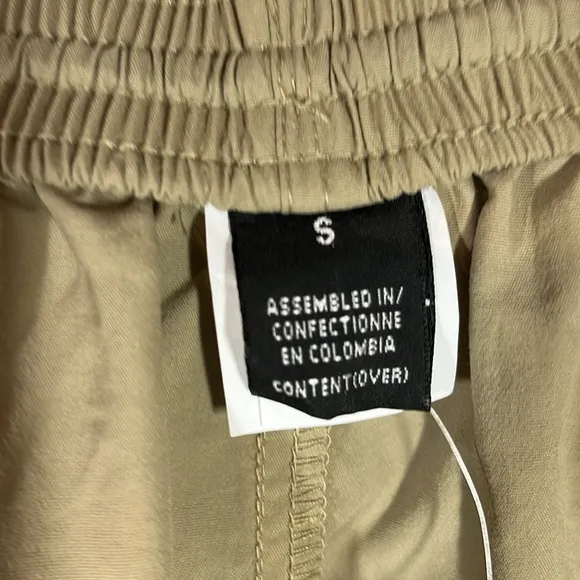 S
ASSEMBLED IN/
CONFECTIONNE
EN COLOMBIA
CONTENT(OVER)